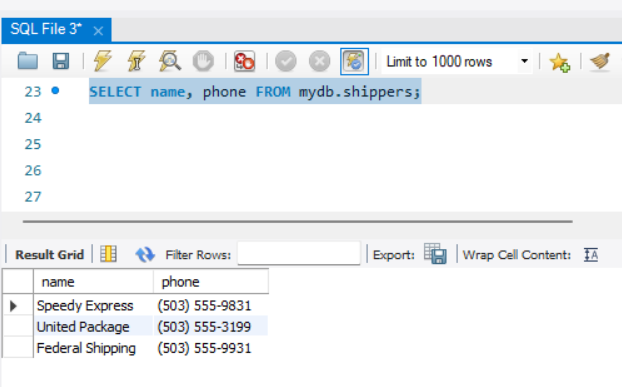 SQL File 3*
Limit to 1000 rows
23 SELECT name, phone FROM mydb.shippers;
24
25
26
27
Result Grid Filter Rows: Export: Wrap Cell Content:
name phone
Speedy Express (503) 555-9831
United Package (503) 555-3199
Federal Shipping (503) 555-9931